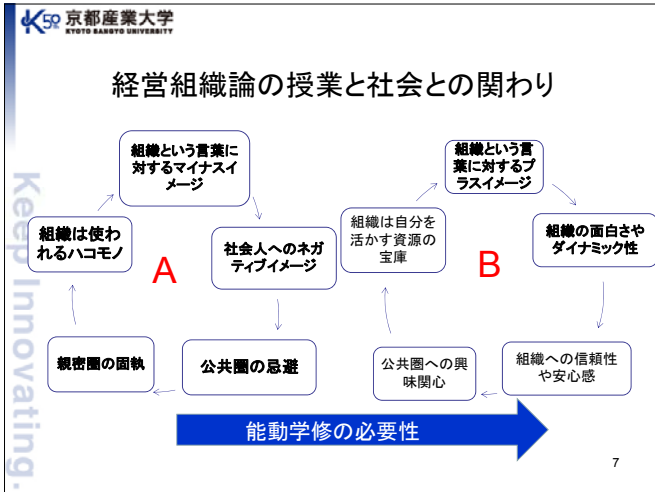 50th 京都産業大学
KYOTO SANGYO UNIVERSITY
経営組織論の授業と社会との関わり
組織という言葉に
対するマイナスイ
メージ
社会人へのネガ
ティブイメージ
公共圏の忌避
親密圏の固執
組織は使わ
れるハコモノ
A
組織という言
葉に対するプ
ラスイメージ
組織の面白さや
ダイナミック性
組織への信頼性
や安心感
公共圏への興
味関心
組織は自分を
活かす資源の
宝庫
B
能動学修の必要性
Keep Innovating.
7